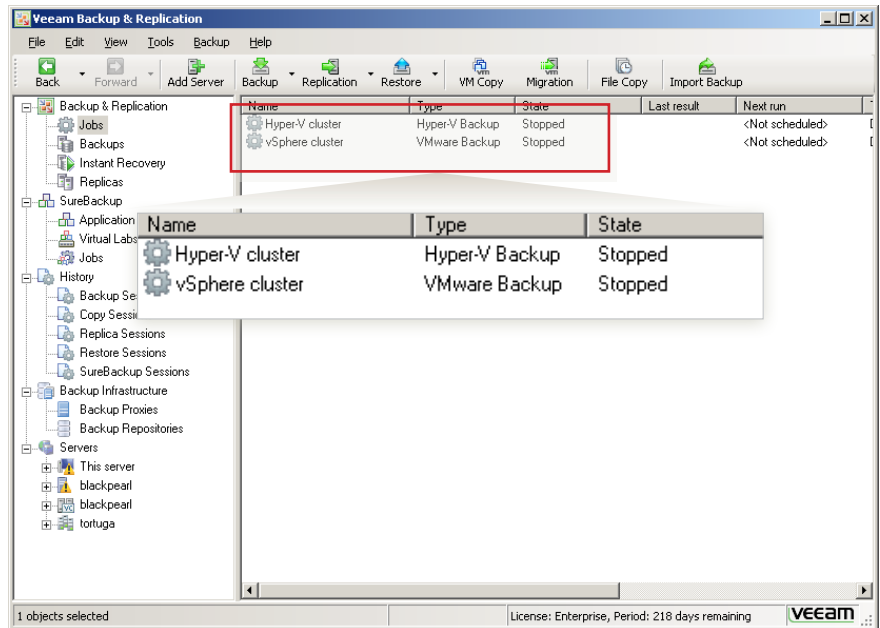 Veeam Backup & Replication
File Edit View Tools Backup Help
Back Forward Add Server Backup Replication Restore VM Copy Migration File Copy Import Backup
Backup & Replication
Jobs
Backups
Instant Recovery
Replicas
SureBackup
Application
Virtual Labs
Jobs
History
Backup Se
Copy Sessi
Replica Sessions
Restore Sessions
SureBackup Sessions
Backup Infrastructure
Backup Proxies
Backup Repositories
Servers
This server
blackpearl
blackpearl
tortuga
Name Type State Last result Next run
Hyper-V cluster Hyper-V Backup Stopped <Not scheduled>
vSphere cluster VMware Backup Stopped <Not scheduled>
Name Type State
Hyper-V cluster Hyper-V Backup Stopped
vSphere cluster VMware Backup Stopped
1 objects selected License: Enterprise, Period: 218 days remaining veeam